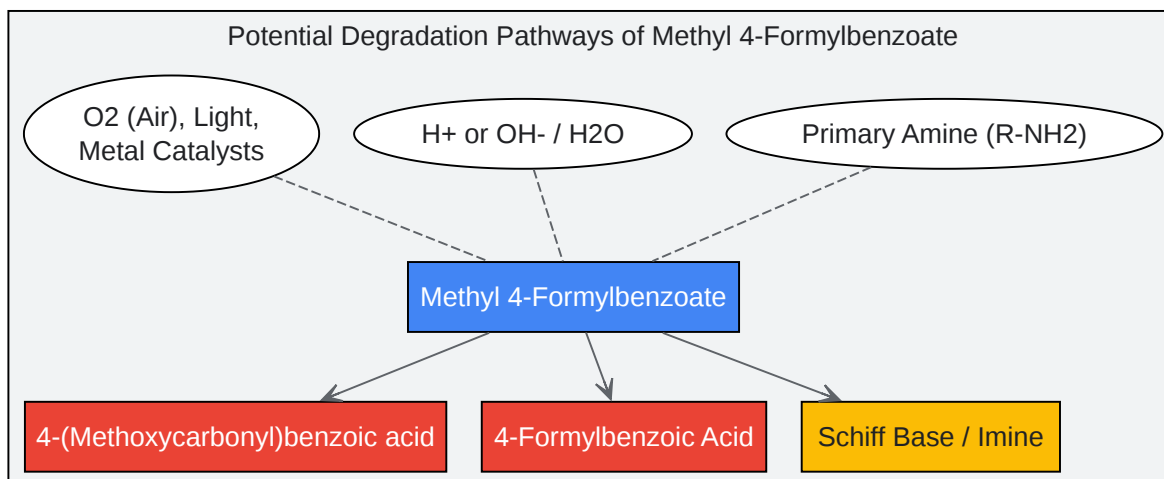 Potential Degradation Pathways of Methyl 4-Formylbenzoate
O2 (Air), Light,
Metal Catalysts
H+ or OH- / H2O
Primary Amine (R-NH2)
Methyl 4-Formylbenzoate
4-(Methoxycarbonyl)benzoic acid
4-Formylbenzoic Acid
Schiff Base / Imine